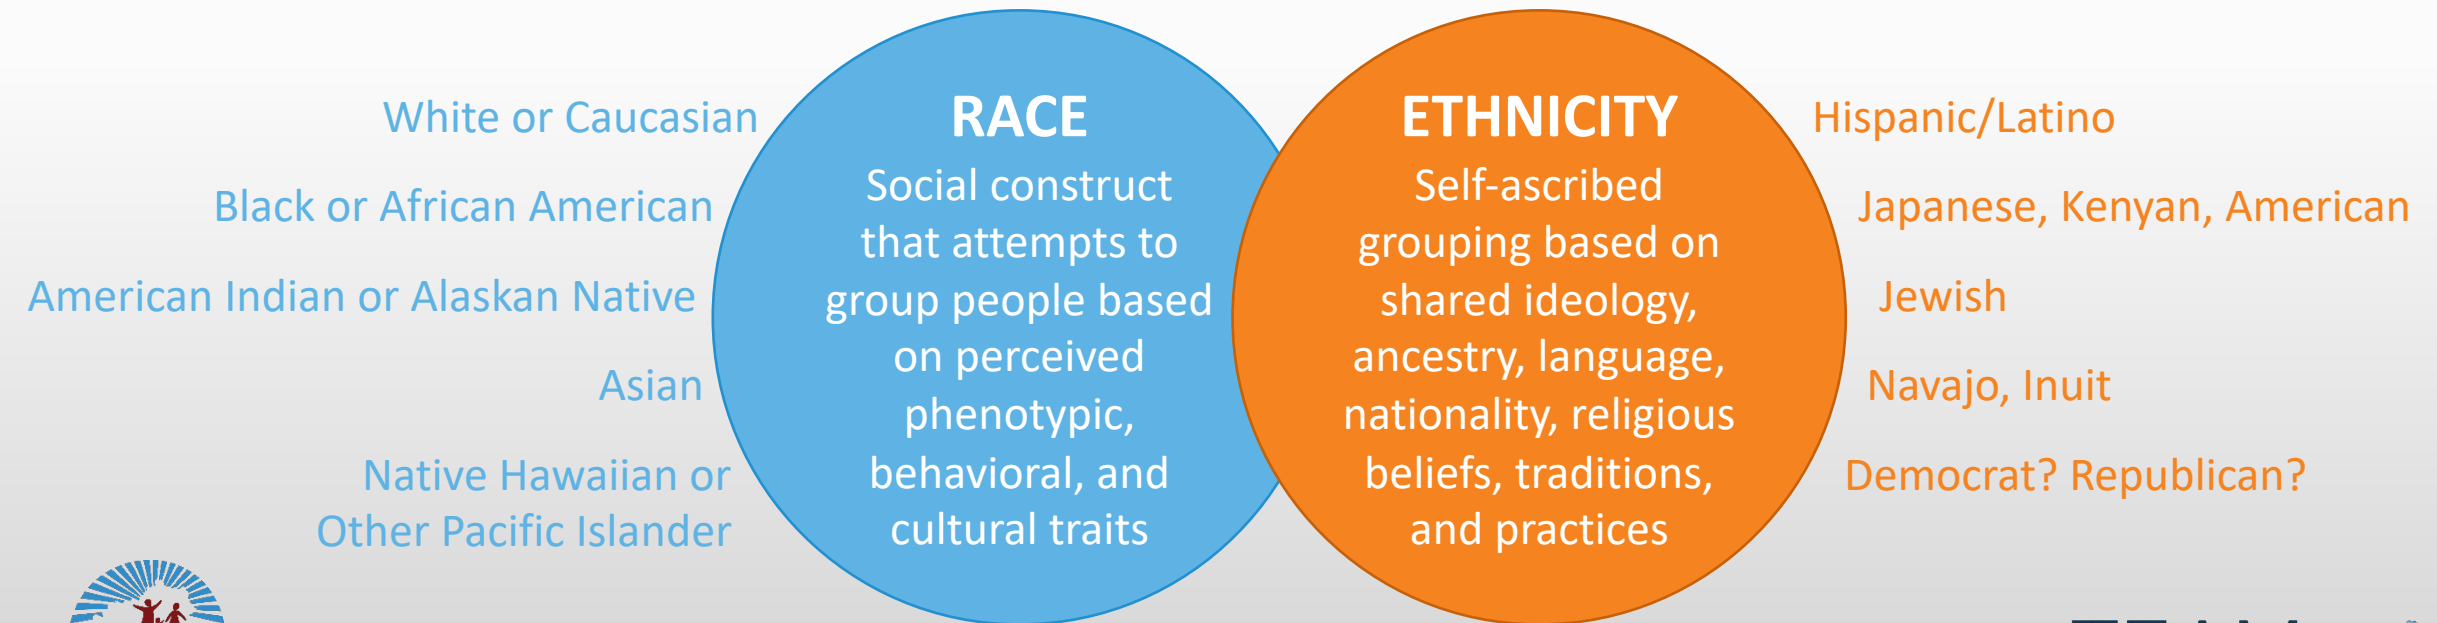 White or Caucasian
Black or African American
American Indian or Alaskan Native
Asian
Native Hawaiian or
Other Pacific Islander
RACE
Social construct
that attempts to
group people based
on perceived
phenotypic,
behavioral, and
cultural traits
ETHNICITY
Self-ascribed
grouping based on
shared ideology,
ancestry, language,
nationality, religious
beliefs, traditions,
and practices
Hispanic/Latino
Japanese, Kenyan, American
Jewish
Navajo, Inuit
Democrat? Republican?